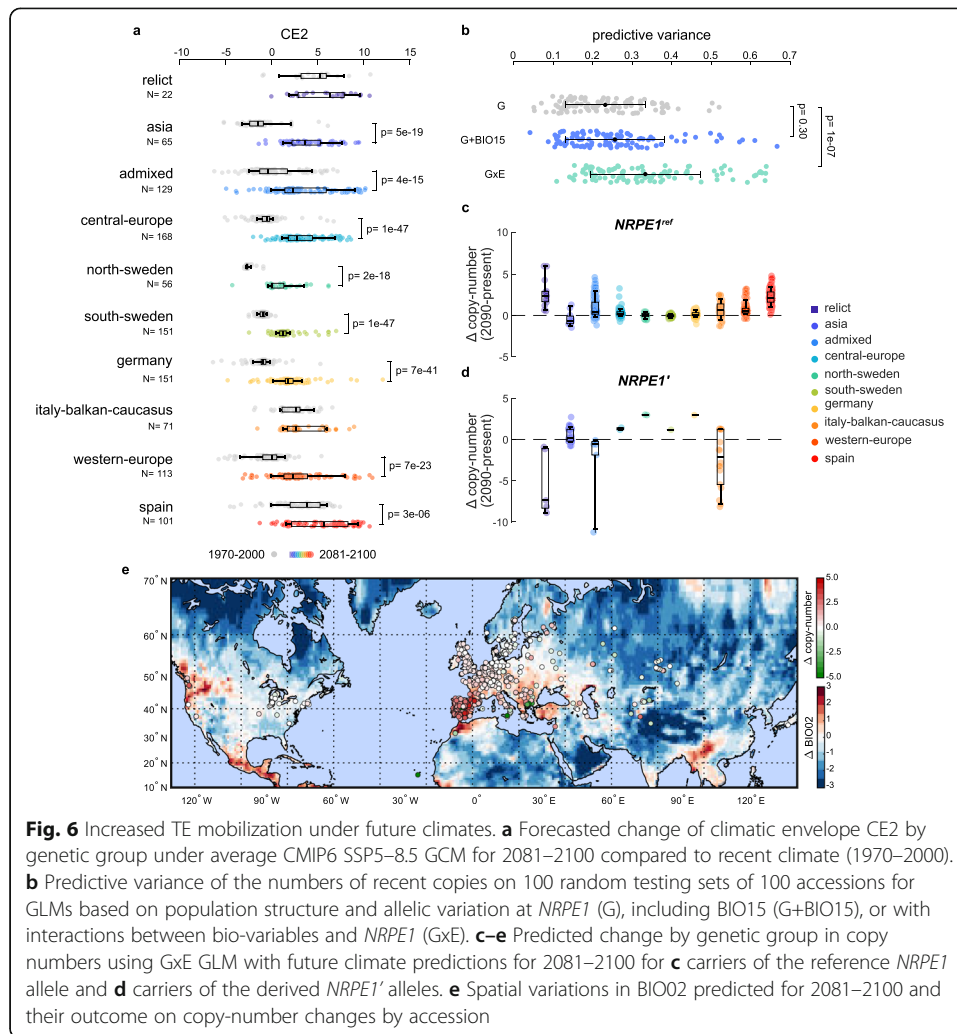 a
CE2
-10 -5 0 5 10 15
relict
N= 22
asia
N= 65
p= 5e-19
admixed
N= 129
p= 4e-15
central-europe
N= 168
p= 1e-47
north-sweden
N= 56
p= 2e-18
south-sweden
N= 151
p= 1e-47
germany
N= 151
p= 7e-41
italy-balkan-caucasus
N= 71
western-europe
N= 113
p= 7e-23
spain
N= 101
p= 3e-06
1970-2000 2081-2100
b
predictive variance
0 0.1 0.2 0.3 0.4 0.5 0.6 0.7
G
G+BIO15
GxE
p= 0.30
p= 1e-07
c
NRPE1ref
Δ copy-number
(2090-present)
10
5
0
-5
d
NRPE1'
Δ copy-number
(2090-present)
5
0
-5
-10
relict
asia
admixed
central-europe
north-sweden
south-sweden
germany
italy-balkan-caucasus
western-europe
spain
e
70° N
60° N
50° N
40° N
30° N
20° N
10° N
120° W 90° W 60° W 30° W 0° 30° E 60° E 90° E 120° E
5.0
2.5
0.0
-2.5
-5.0
Δ copy-number
3
2
1
0
-1
-2
-3
Δ BIO02
Fig. 6 Increased TE mobilization under future climates. a Forecasted change of climatic envelope CE2 by
genetic group under average CMIP6 SSP5–8.5 GCM for 2081–2100 compared to recent climate (1970–2000).
b Predictive variance of the numbers of recent copies on 100 random testing sets of 100 accessions for
GLMs based on population structure and allelic variation at NRPE1 (G), including BIO15 (G+BIO15), or with
interactions between bio-variables and NRPE1 (GxE). c–e Predicted change by genetic group in copy
numbers using GxE GLM with future climate predictions for 2081–2100 for c carriers of the reference NRPE1
allele and d carriers of the derived NRPE1' alleles. e Spatial variations in BIO02 predicted for 2081–2100 and
their outcome on copy-number changes by accession